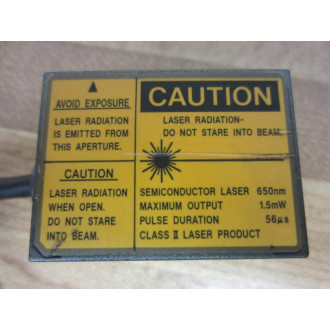 AVOID EXPOSURE
LASER RADIATION
IS EMITTED FROM
THIS APERTURE.
CAUTION
LASER RADIATION
WHEN OPEN.
DO NOT STARE
INTO BEAM.
CAUTION
LASER RADIATION-
DO NOT STARE INTO BEAM.
SEMICONDUCTOR LASER 650nm
MAXIMUM OUTPUT 1.5mW
PULSE DURATION 56μs
CLASS II LASER PRODUCT